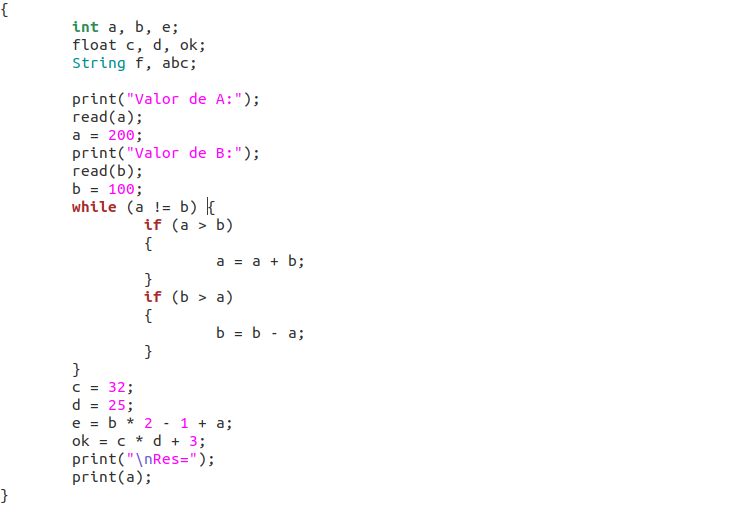 {
        int a, b, e;
        float c, d, ok;
        String f, abc;

        print("Valor de A:");
        read(a);
        a = 200;
        print("Valor de B:");
        read(b);
        b = 100;
        while (a != b) {
                if (a > b)
                {
                        a = a + b;
                }
                if (b > a)
                {
                        b = b - a;
                }
        }
        c = 32;
        d = 25;
        e = b * 2 - 1 + a;
        ok = c * d + 3;
        print("\nRes=");
        print(a);
}